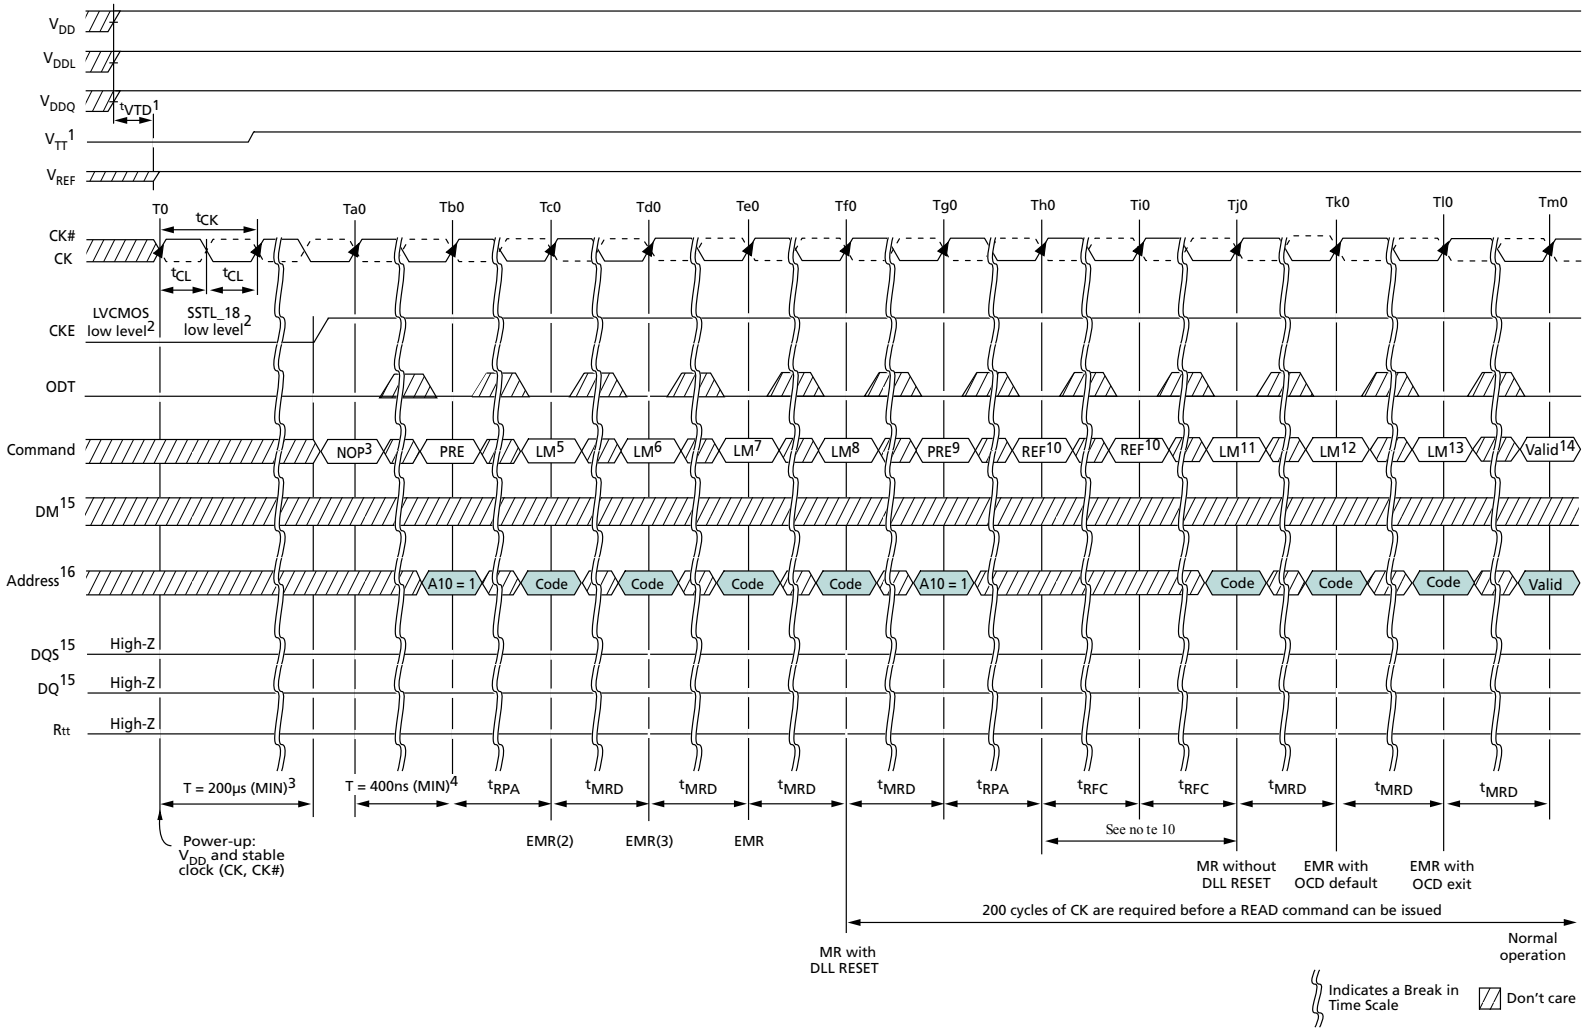 VDD
VDDL
VDDQ
tVTD1
VTT1
VREF
T0 Ta0 Tb0 Tc0 Td0 Te0 Tf0 Tg0 Th0 Ti0 Tj0 Tk0 Tl0 Tm0
tCK
CK#
CK
tCL tCL
LVCMOS
low level2
SSTL_18
low level2
CKE
ODT
Command NOP3 PRE LM5 LM6 LM7 LM8 PRE9 REF10 REF10 LM11 LM12 LM13 Valid14
DM15
Address16 A10 = 1 Code Code Code Code A10 = 1 Code Code Code Valid
DQS15 High-Z
DQ15 High-Z
Rtt High-Z
T = 200µs (MIN)3 T = 400ns (MIN)4 tRPA tMRD tMRD tMRD tMRD tRPA tRFC tRFC tMRD tMRD tMRD
Power-up:
VDD and stable
clock (CK, CK#)
EMR(2) EMR(3) EMR
See no te 10
MR without
DLL RESET
EMR with
OCD default
EMR with
OCD exit
200 cycles of CK are required before a READ command can be issued
MR with
DLL RESET
Normal
operation
Indicates a Break in
Time Scale
Don't care